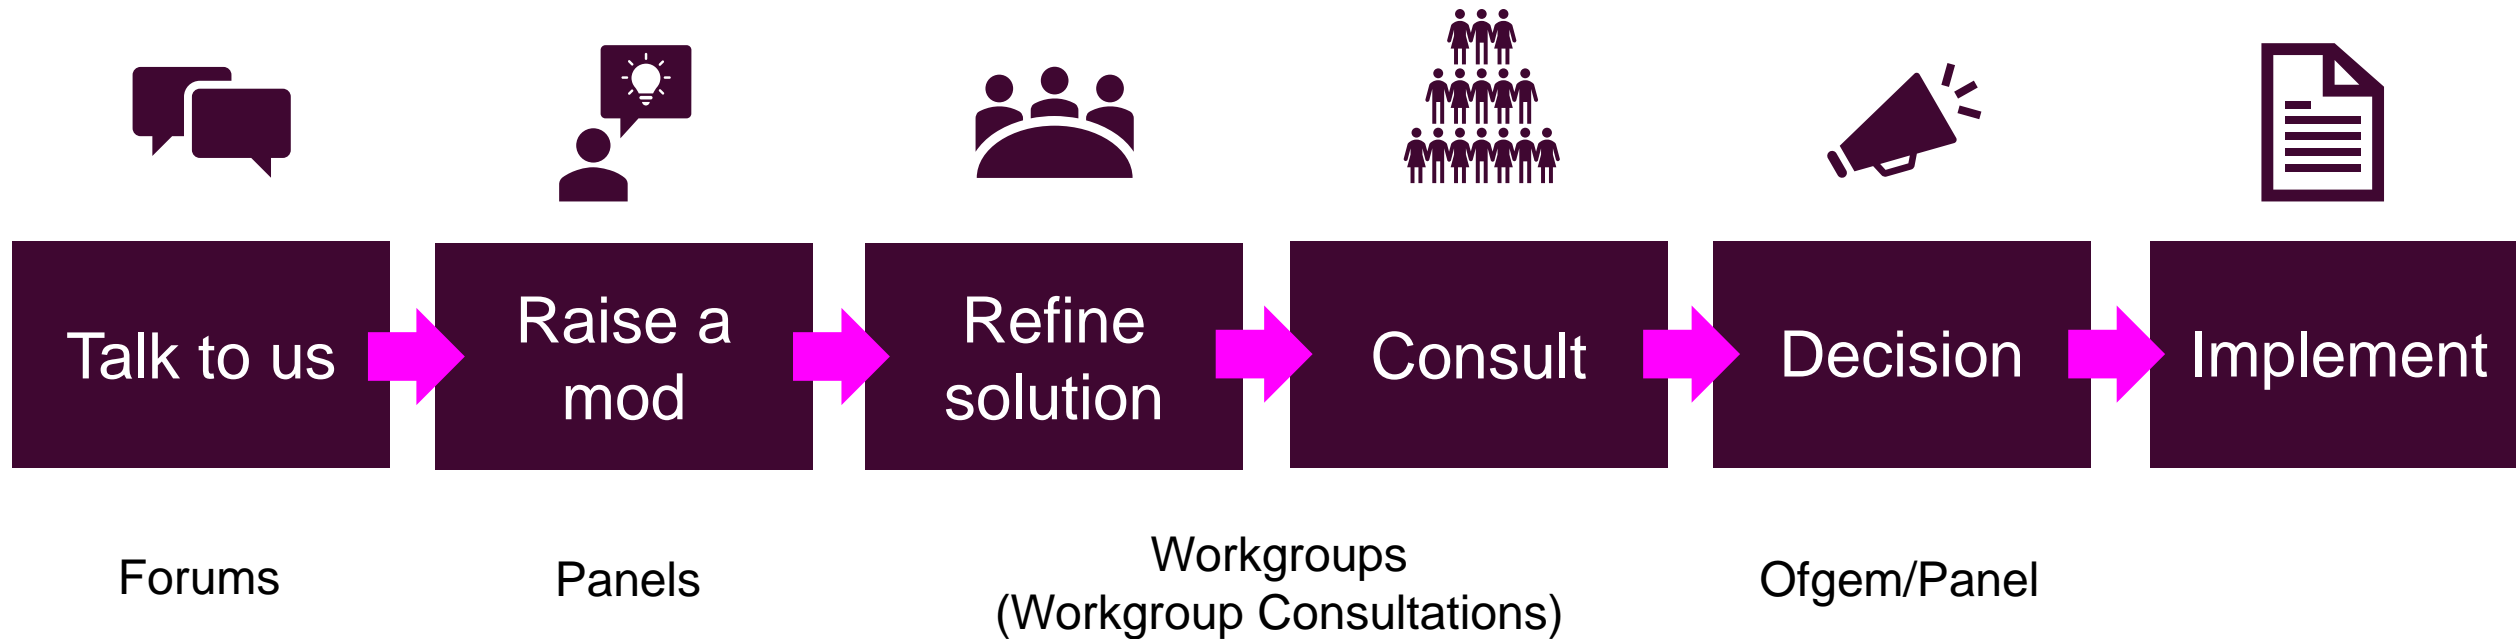 Talk to us
Raise a
mod
Refine
solution
Consult
Decision
Implement
Forums
Panels
Workgroups
(Workgroup Consultations)
Ofgem/Panel